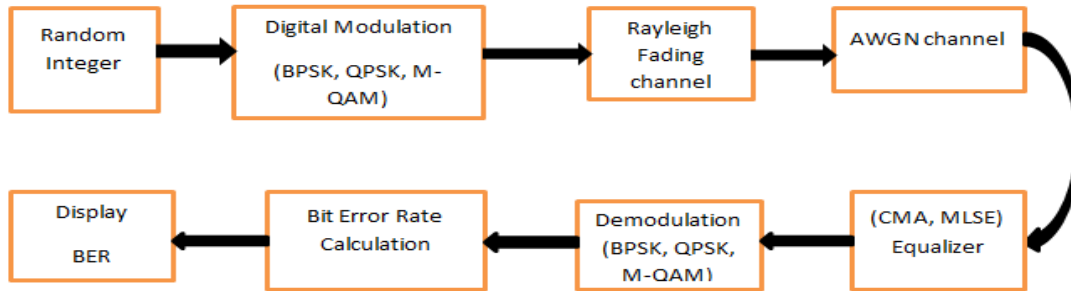 Random
Integer
Digital Modulation
(BPSK, QPSK, M-
QAM)
Rayleigh
Fading
channel
AWGN channel
(CMA, MLSE)
Equalizer
Demodulation
(BPSK, QPSK,
M-QAM)
Bit Error Rate
Calculation
Display
BER